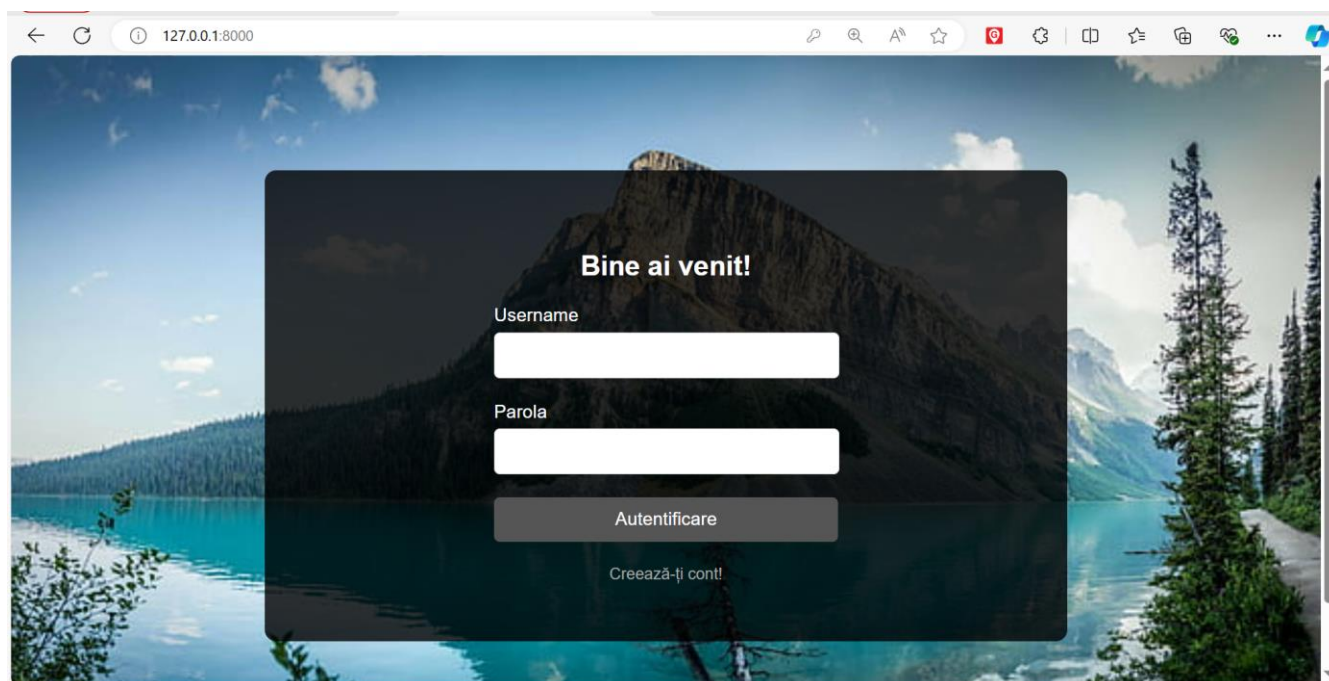 127.0.0.1:8000
Bine ai venit!
Username
Parola
Autentificare
Creează-ți cont!